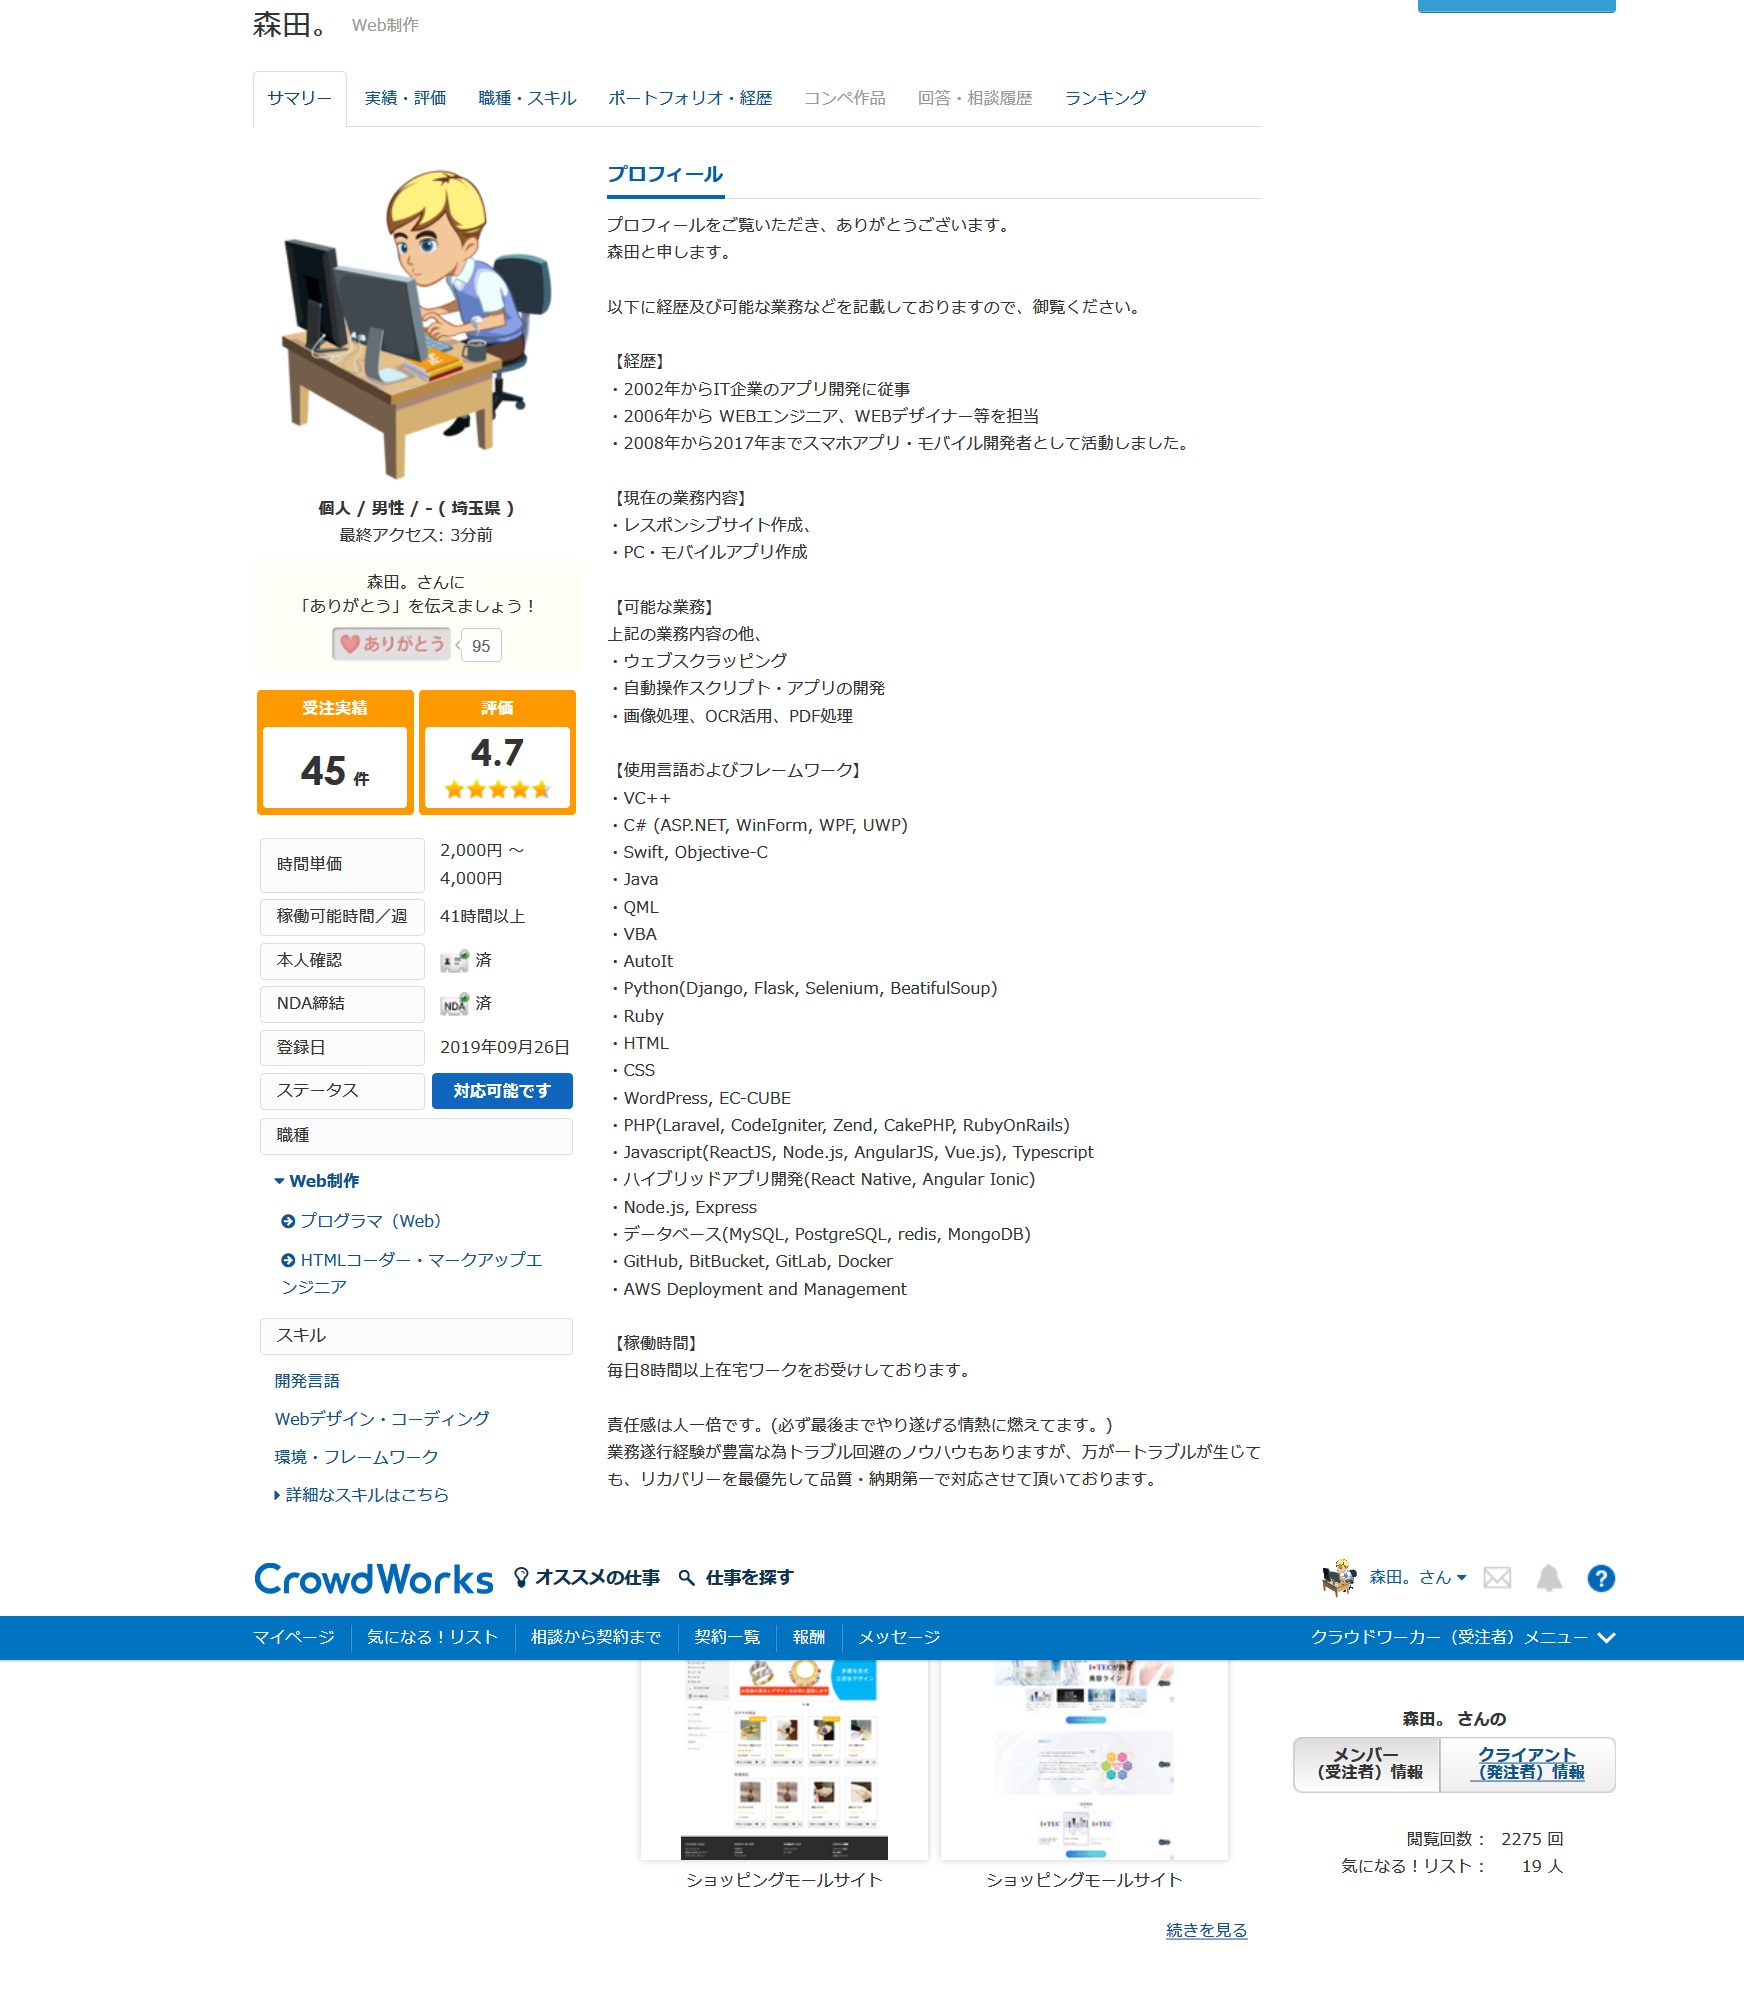 森田。 Web制作
サマリー 実績・評価 職種・スキル ポートフォリオ・経歴 コンペ作品 回答・相談履歴 ランキング
個人 / 男性 / - ( 埼玉県 )
最終アクセス: 3分前
森田。さんに
「ありがとう」を伝えましょう！
ありがとう 95
受注実績 評価
45 件 4.7
時間単価 2,000円 ～
4,000円
稼働可能時間／週 41時間以上
本人確認 済
NDA締結 NDA 済
登録日 2019年09月26日
ステータス 対応可能です
職種
Web制作
プログラマ（Web）
HTMLコーダー・マークアップエ
ンジニア
スキル
開発言語
Webデザイン・コーディング
環境・フレームワーク
詳細なスキルはこちら
プロフィール
プロフィールをご覧いただき、ありがとうございます。
森田と申します。
以下に経歴及び可能な業務などを記載しておりますので、御覧ください。
【経歴】
・2002年からIT企業のアプリ開発に従事
・2006年から WEBエンジニア、WEBデザイナー等を担当
・2008年から2017年までスマホアプリ・モバイル開発者として活動しました。
【現在の業務内容】
・レスポンシブサイト作成、
・PC・モバイルアプリ作成
【可能な業務】
上記の業務内容の他、
・ウェブスクラッピング
・自動操作スクリプト・アプリの開発
・画像処理、OCR活用、PDF処理
【使用言語およびフレームワーク】
・VC++
・C# (ASP.NET, WinForm, WPF, UWP)
・Swift, Objective-C
・Java
・QML
・VBA
・AutoIt
・Python(Django, Flask, Selenium, BeatifulSoup)
・Ruby
・HTML
・CSS
・WordPress, EC-CUBE
・PHP(Laravel, CodeIgniter, Zend, CakePHP, RubyOnRails)
・Javascript(ReactJS, Node.js, AngularJS, Vue.js), Typescript
・ハイブリッドアプリ開発(React Native, Angular Ionic)
・Node.js, Express
・データベース(MySQL, PostgreSQL, redis, MongoDB)
・GitHub, BitBucket, GitLab, Docker
・AWS Deployment and Management
【稼働時間】
毎日8時間以上在宅ワークをお受けしております。
責任感は人一倍です。(必ず最後までやり遂げる情熱に燃えてます。)
業務遂行経験が豊富な為トラブル回避のノウハウもありますが、万が一トラブルが生じて
も、リカバリーを最優先して品質・納期第一で対応させて頂いております。
CrowdWorks オススメの仕事 仕事を探す 森田。さん ?
マイページ 気になる！リスト 相談から契約まで 契約一覧 報酬 メッセージ クラウドワーカー（受注者）メニュー
I♥TEC I♥TEC
ショッピングモールサイト ショッピングモールサイト
続きを見る
森田。 さんの
メンバー
（受注者）情報
クライアント
（発注者）情報
閲覧回数： 2275 回
気になる！リスト： 19 人